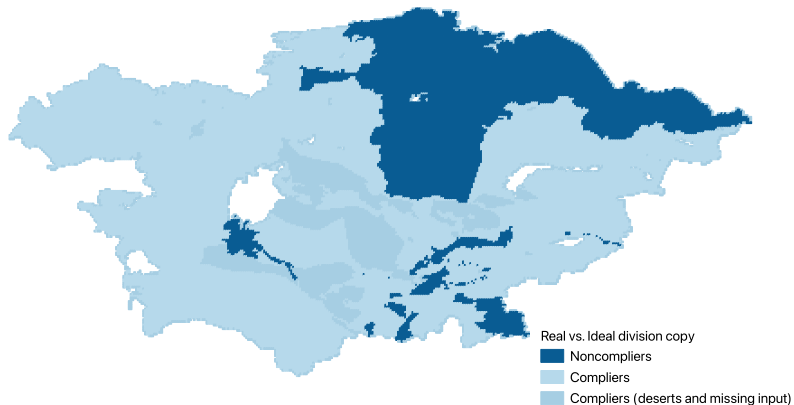 Real vs. Ideal division copy
Noncompliers
Compliers
Compliers (deserts and missing input)